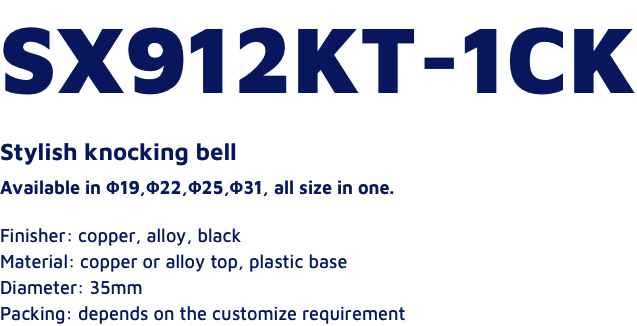 SX912KT-1CK
Stylish knocking bell
Available in Φ19,Φ22,Φ25,Φ31, all size in one.
Finisher: copper, alloy, black
Material: copper or alloy top, plastic base
Diameter: 35mm
Packing: depends on the customize requirement